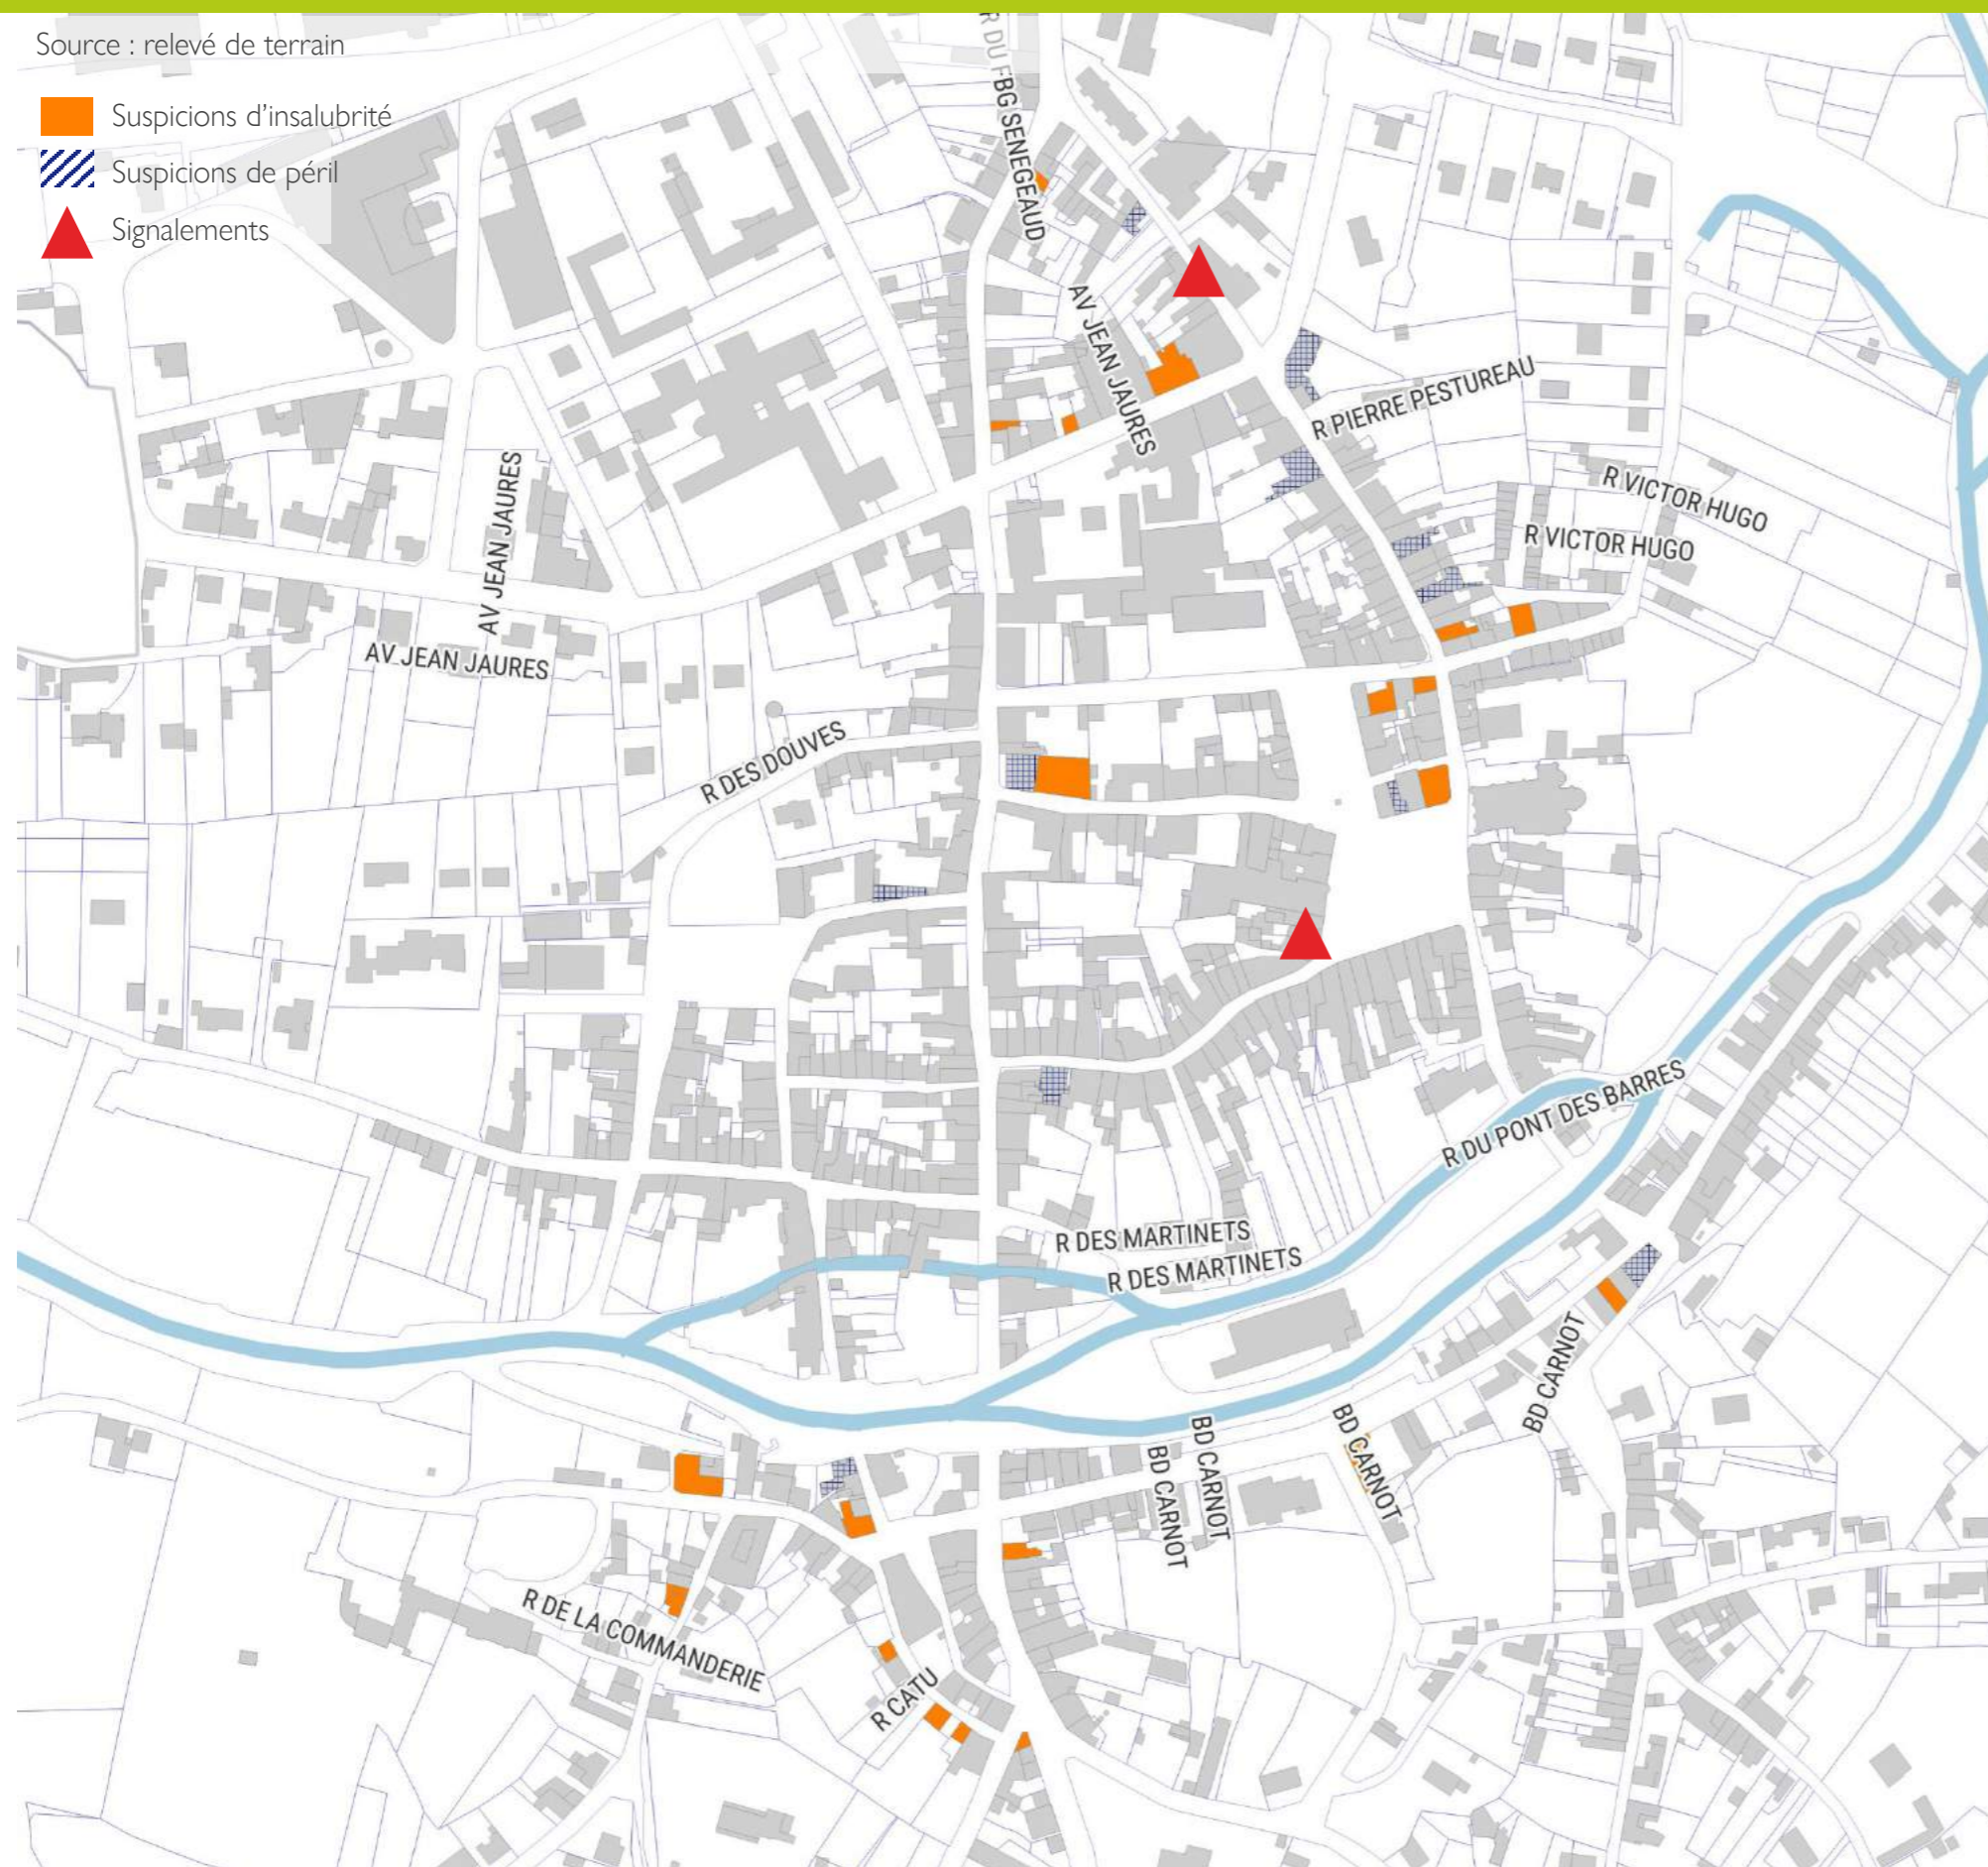 Source : relevé de terrain
Suspicions d'insalubrité
Suspicions de péril
Signalements
R DU FBG SENEGEAUD
AV JEAN JAURES
R PIERRE PESTUREAU
R VICTOR HUGO
R VICTOR HUGO
AV JEAN JAURES
AV JEAN JAURES
R DES DOUVES
R DU PONT DES BARRES
R DES MARTINETS
R DES MARTINETS
BD CARNOT
BD CARNOT
BD CARNOT
BD CARNOT
R DE LA COMMANDERIE
R CATU